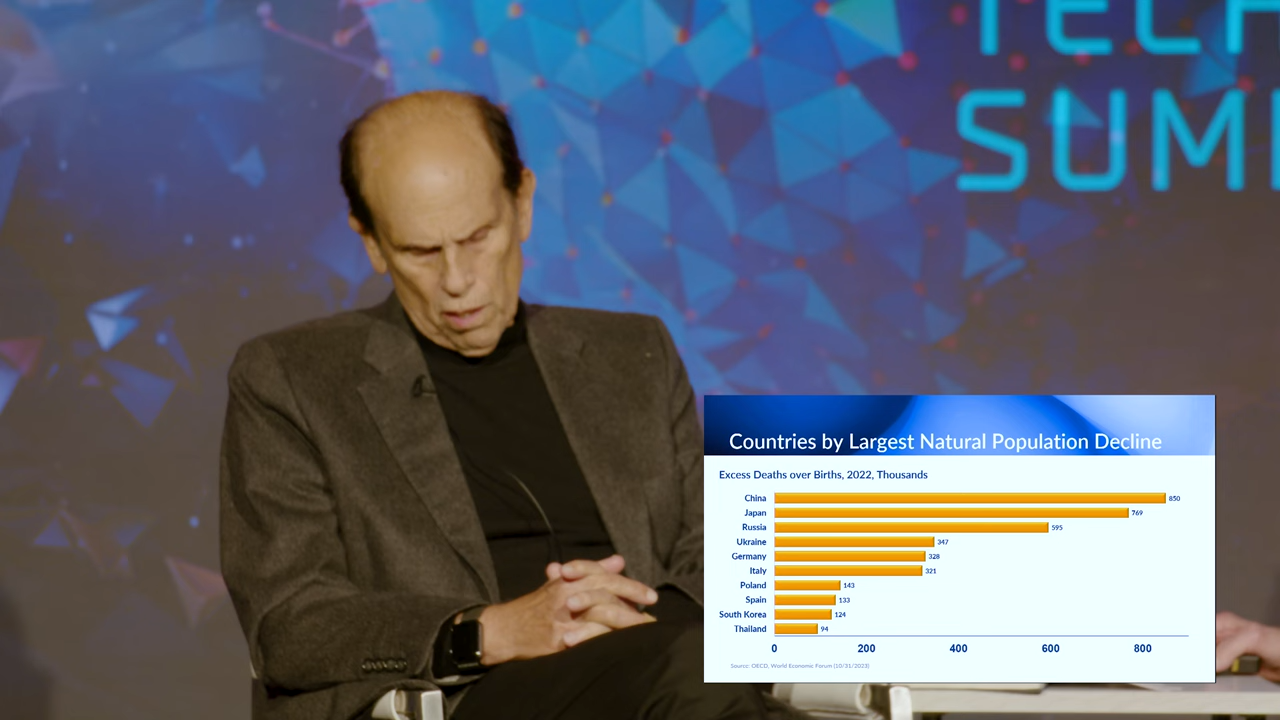 TECH
SUM
Countries by Largest Natural Population Decline
Excess Deaths over Births, 2022, Thousands
China 850
Japan 769
Russia 595
Ukraine 347
Germany 328
Italy 321
Poland 143
Spain 133
South Korea 124
Thailand 94
0 200 400 600 800
Source: OECD, World Economic Forum (10/31/2023)